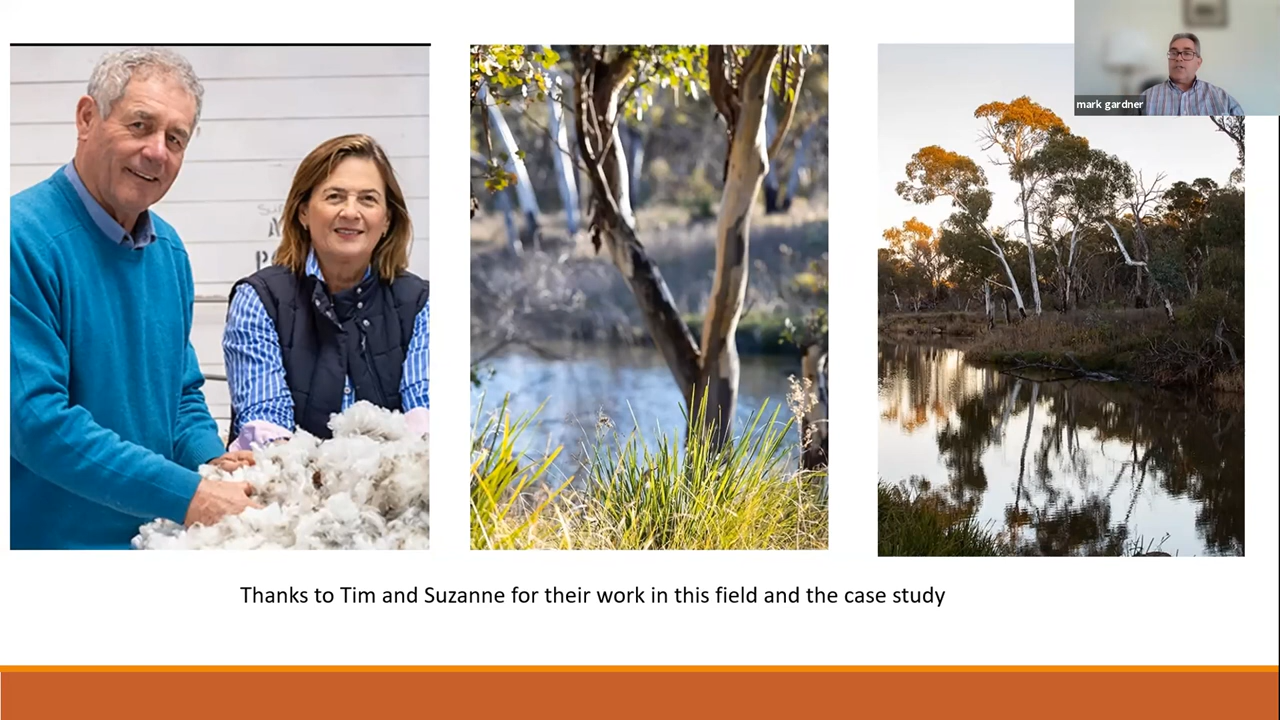 mark gardner
Thanks to Tim and Suzanne for their work in this field and the case study